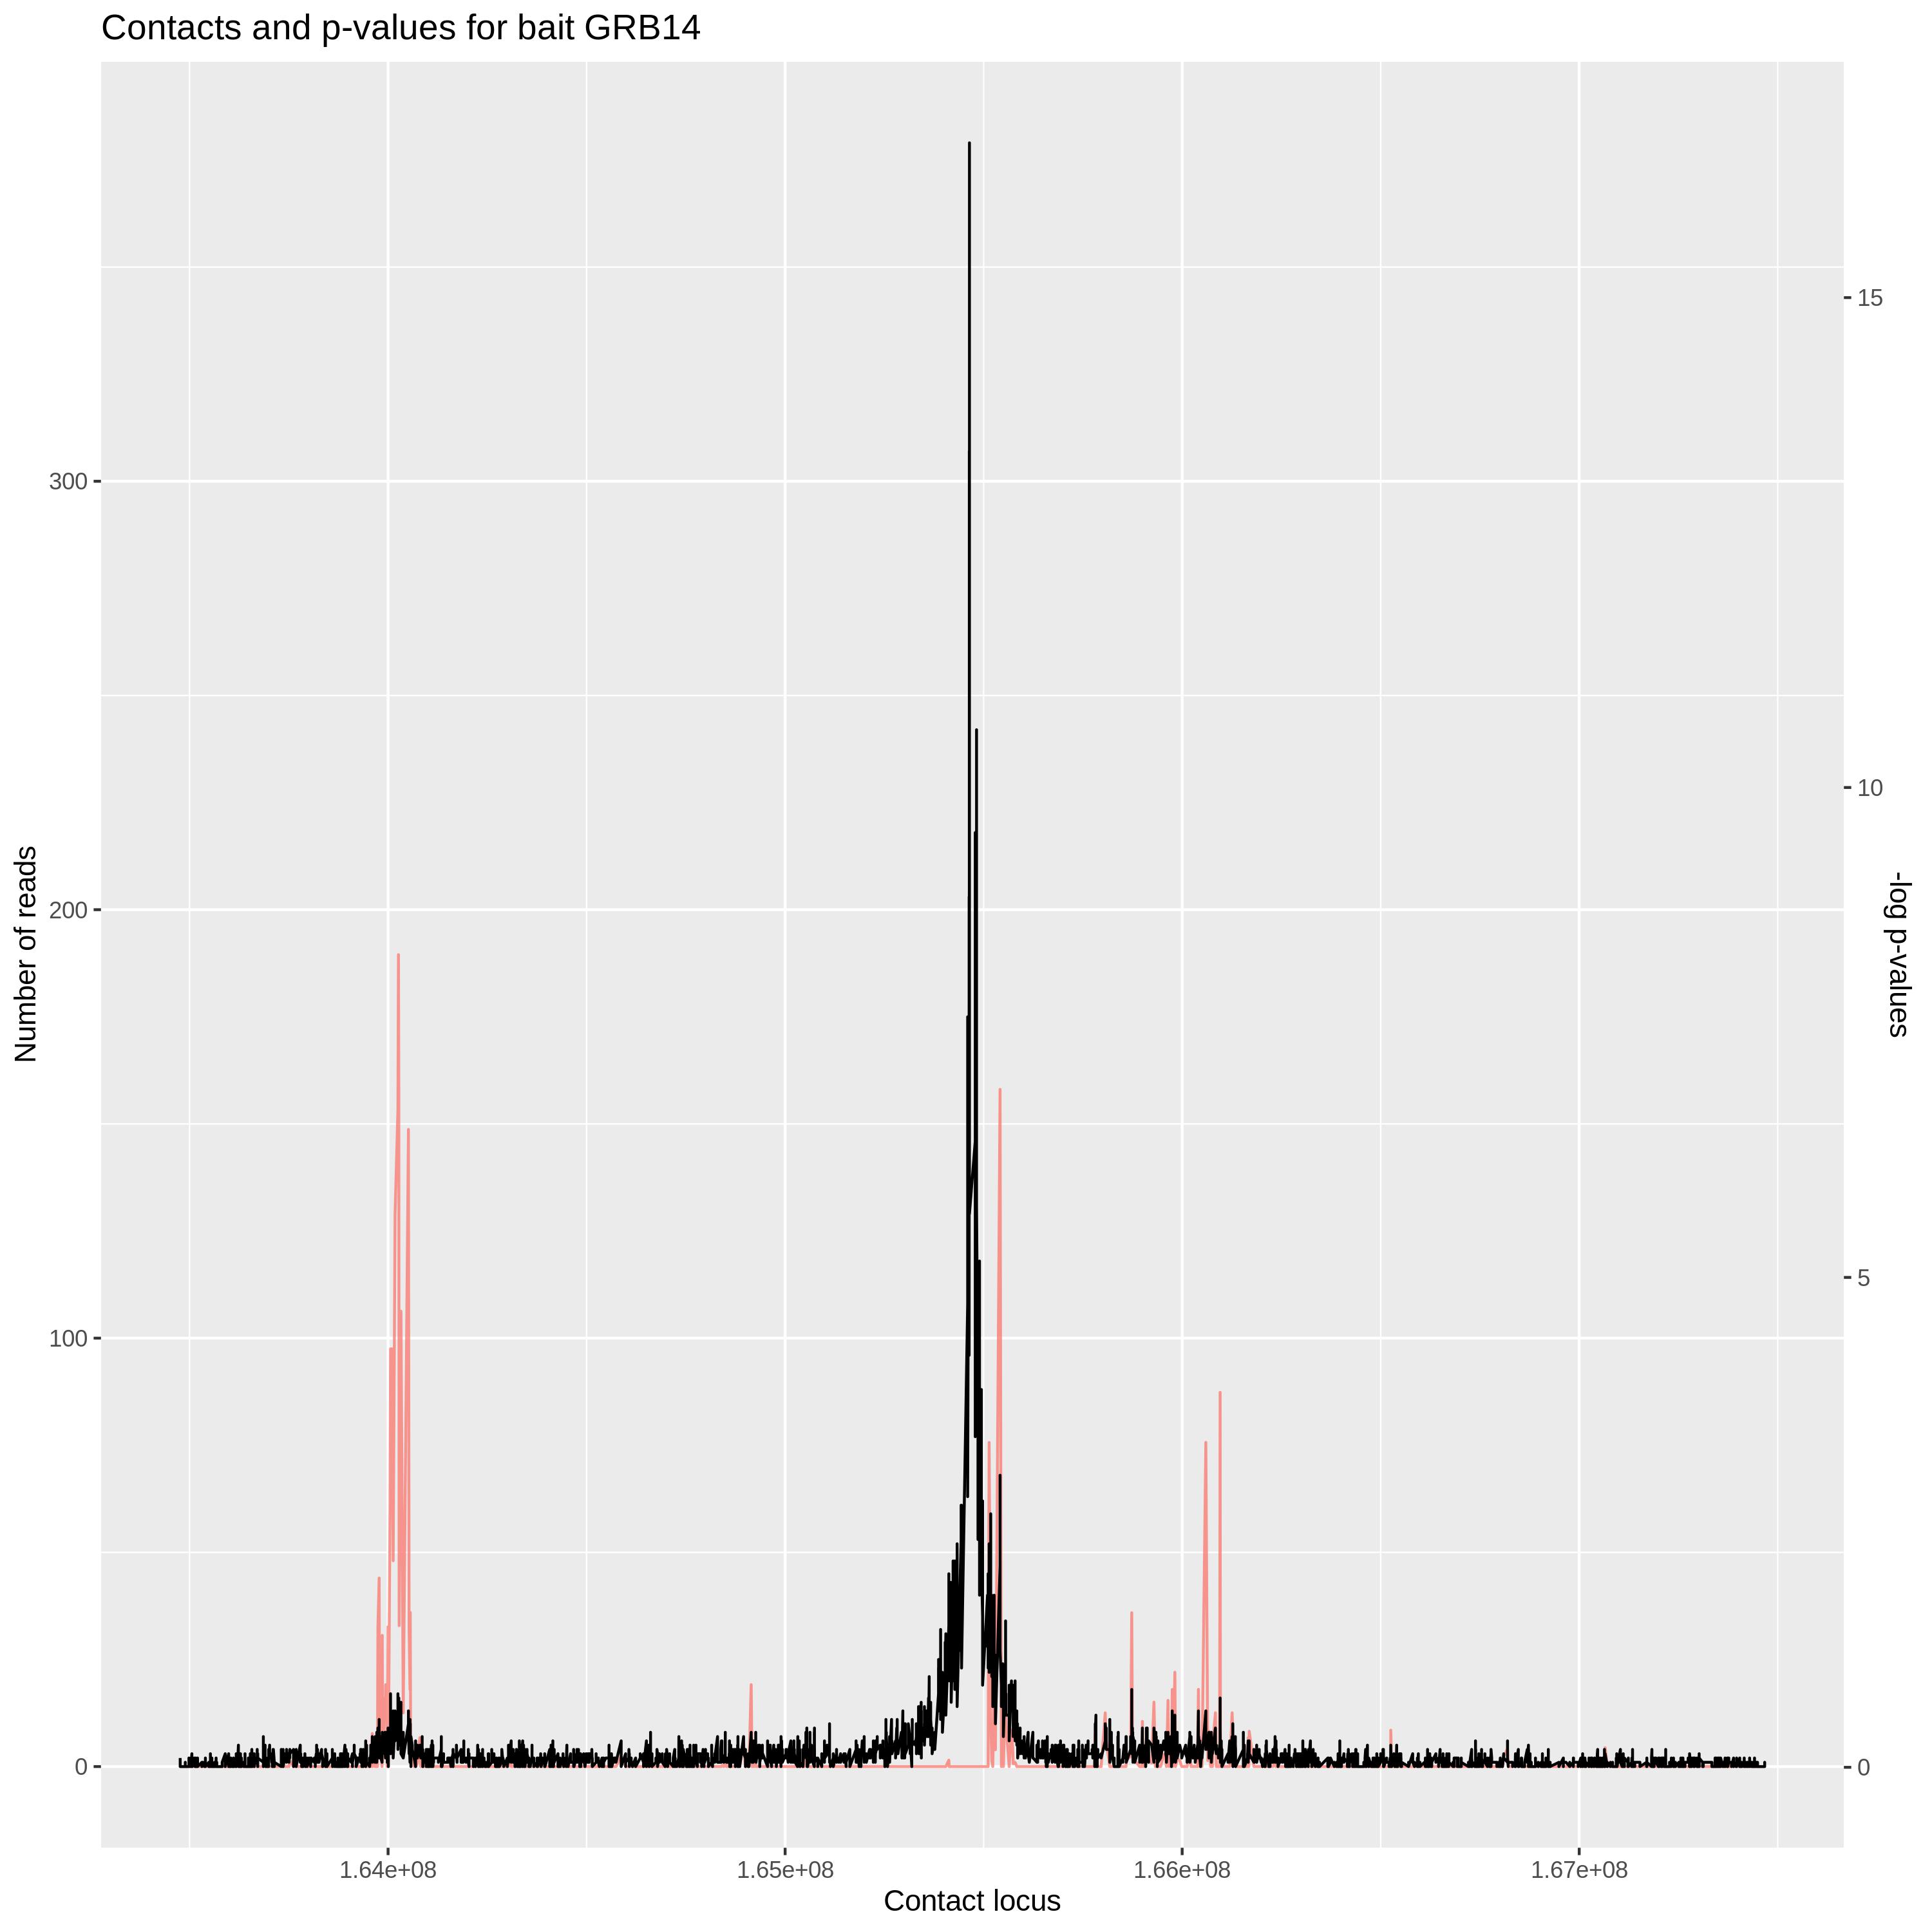 Contacts and p-values for bait GRB14
Number of reads
300
200
100
0
15
10
5
0
-log p-values
1.64e+08
1.65e+08
1.66e+08
1.67e+08
Contact locus